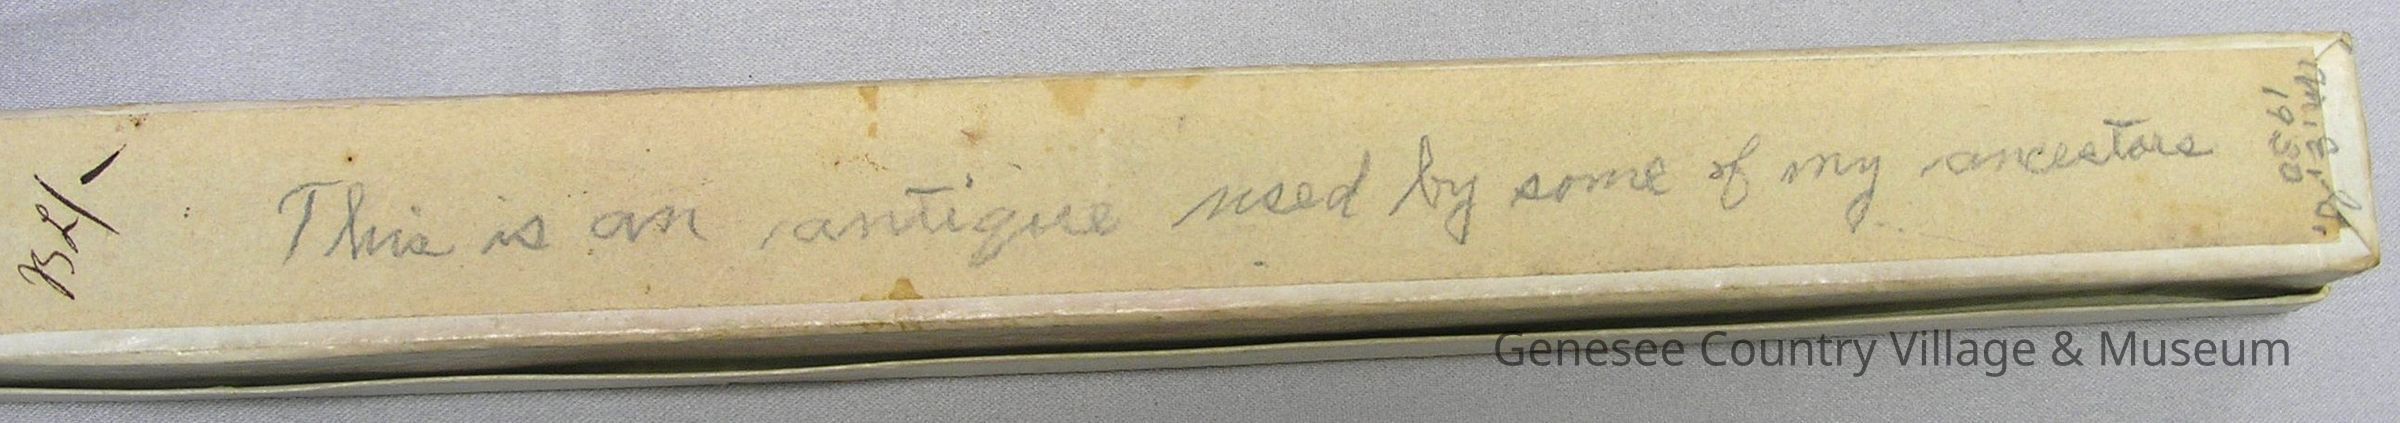 BL/-
This is an antique used by some of my ancestors
1930
Genesee Country Village & Museum